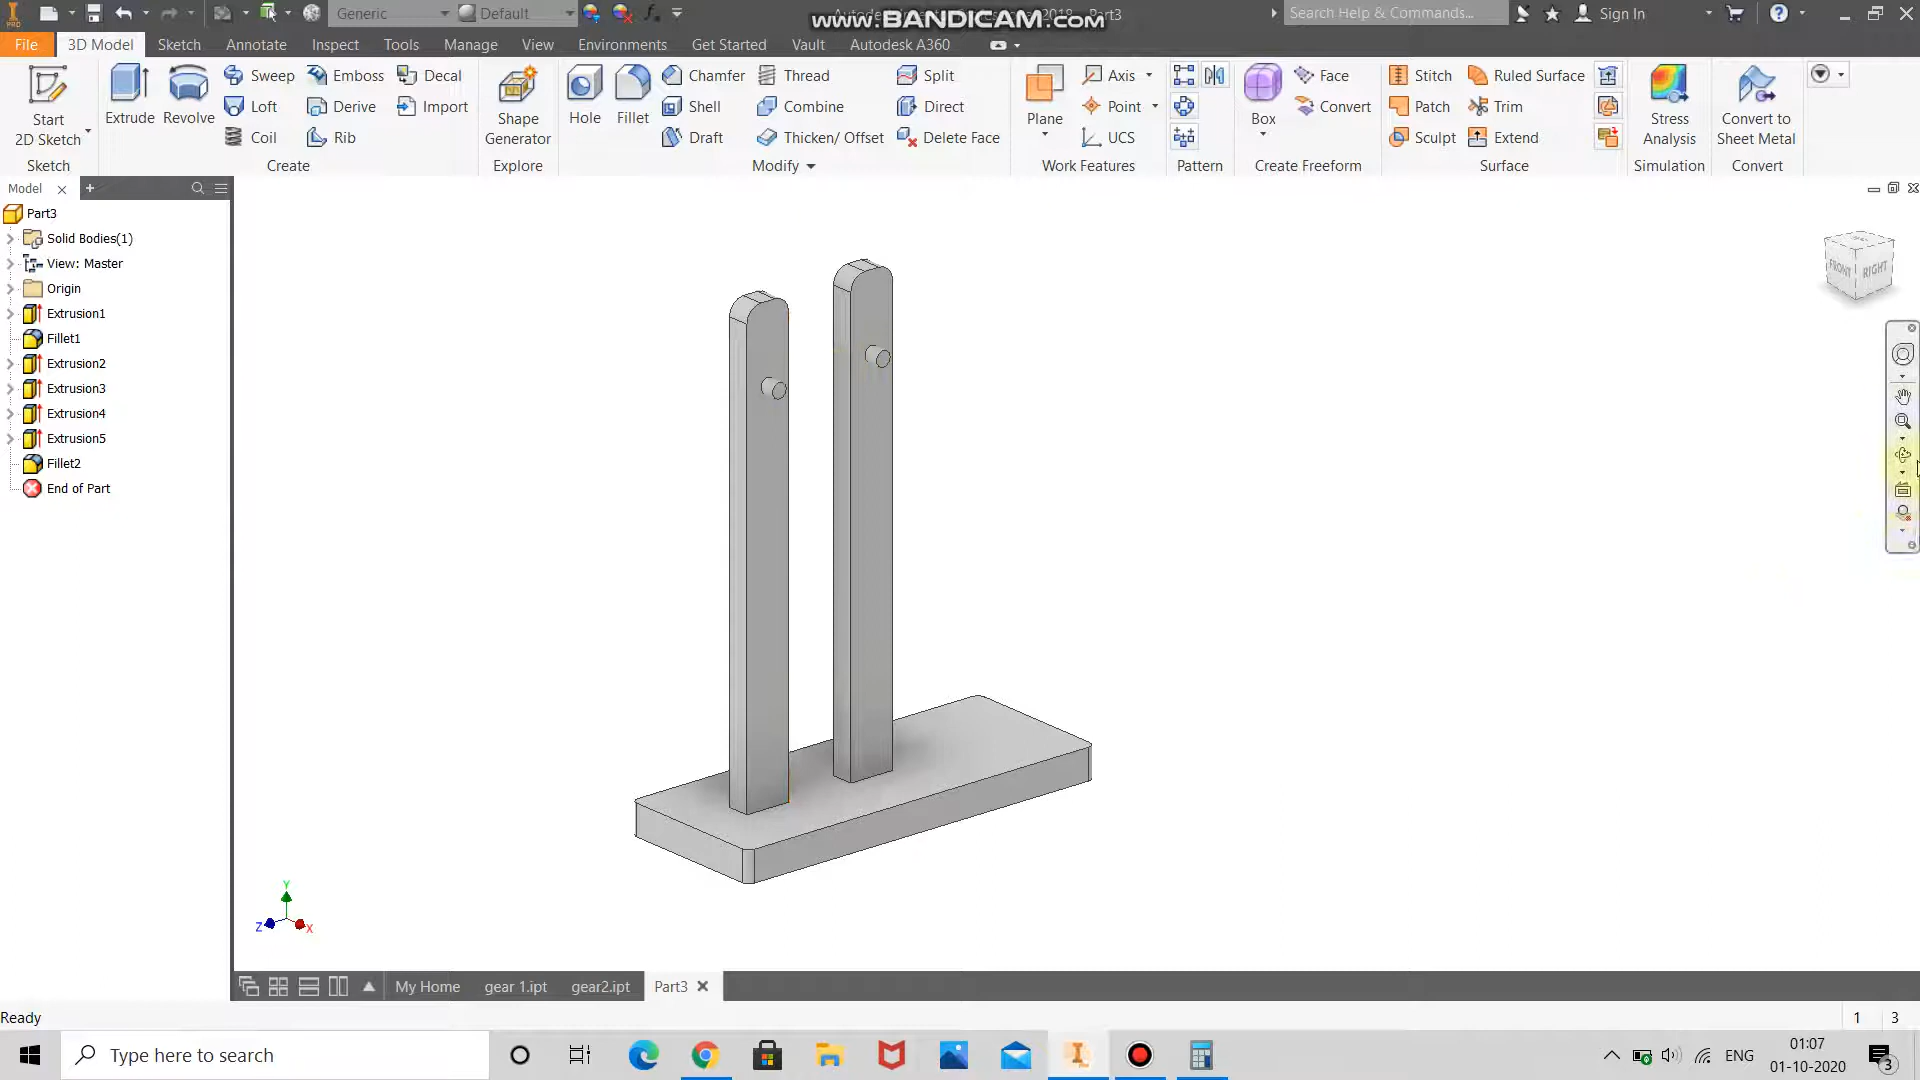 Generic
Default
Autodesk
www.BANDICAM.com
2018
Part3
Search Help & Commands...
Sign In
File
3D Model
Sketch
Annotate
Inspect
Tools
Manage
View
Environments
Get Started
Vault
Autodesk A360
PRO
Start
2D Sketch
Sketch
Extrude
Revolve
Sweep
Emboss
Decal
Loft
Derive
Import
Coil
Rib
Create
Shape
Generator
Explore
Hole
Fillet
Chamfer
Thread
Split
Shell
Combine
Direct
Draft
Thicken/ Offset
Delete Face
Modify
Plane
Axis
Point
UCS
Work Features
Pattern
Box
Face
Convert
Create Freeform
Stitch
Ruled Surface
Patch
Trim
Sculpt
Extend
Surface
Stress
Analysis
Simulation
Convert to
Sheet Metal
Convert
Model
Part3
Solid Bodies(1)
View: Master
Origin
Extrusion1
Fillet1
Extrusion2
Extrusion3
Extrusion4
Extrusion5
Fillet2
End of Part
FRONT
RIGHT
Y
Z
X
My Home
gear 1.ipt
gear2.ipt
Part3
Ready
1
3
Type here to search
ENG
01:07
01-10-2020
3